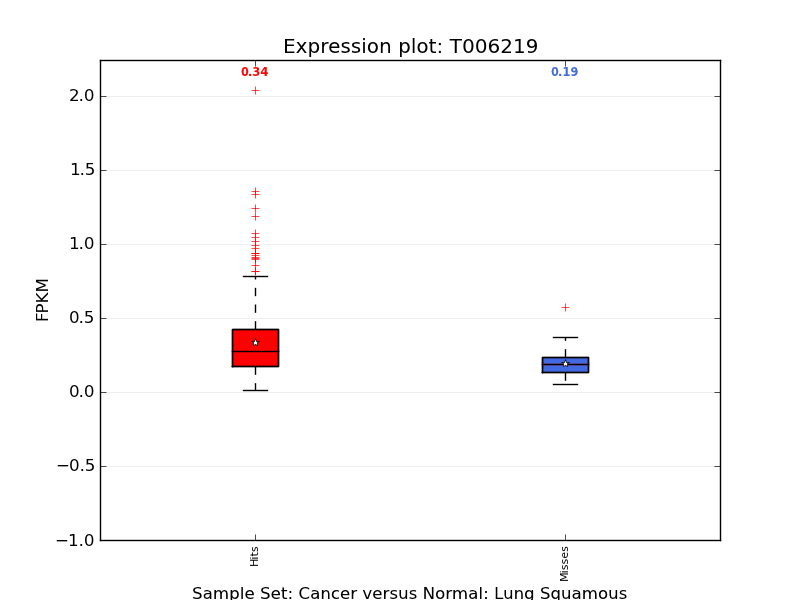 Expression plot: T006219
0.34
0.19
2.0
1.5
1.0
0.5
0.0
−0.5
−1.0
FPKM
Hits
Misses
Sample Set: Cancer versus Normal: Lung Squamous